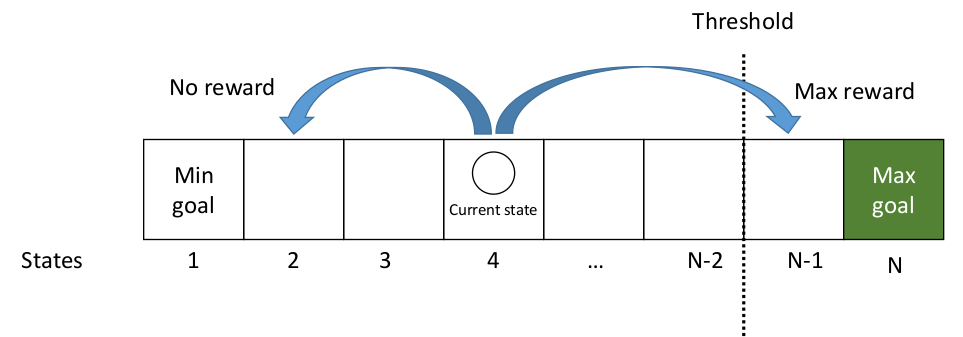 Threshold
No reward
Max reward
Min
goal
Current state
Max
goal
States 1 2 3 4 ... N-2 N-1 N